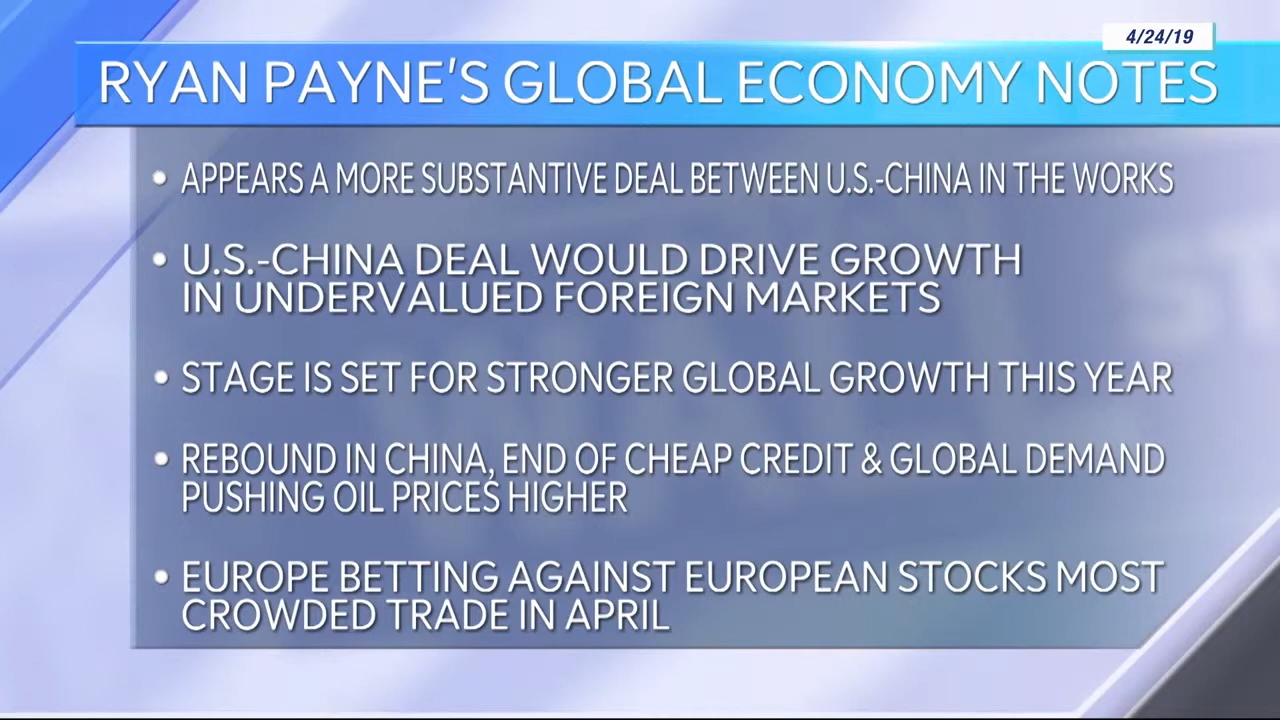 4/24/19
RYAN PAYNE'S GLOBAL ECONOMY NOTES
• APPEARS A MORE SUBSTANTIVE DEAL BETWEEN U.S.-CHINA IN THE WORKS
• U.S.-CHINA DEAL WOULD DRIVE GROWTH
IN UNDERVALUED FOREIGN MARKETS
• STAGE IS SET FOR STRONGER GLOBAL GROWTH THIS YEAR
• REBOUND IN CHINA, END OF CHEAP CREDIT & GLOBAL DEMAND
PUSHING OIL PRICES HIGHER
• EUROPE BETTING AGAINST EUROPEAN STOCKS MOST
CROWDED TRADE IN APRIL